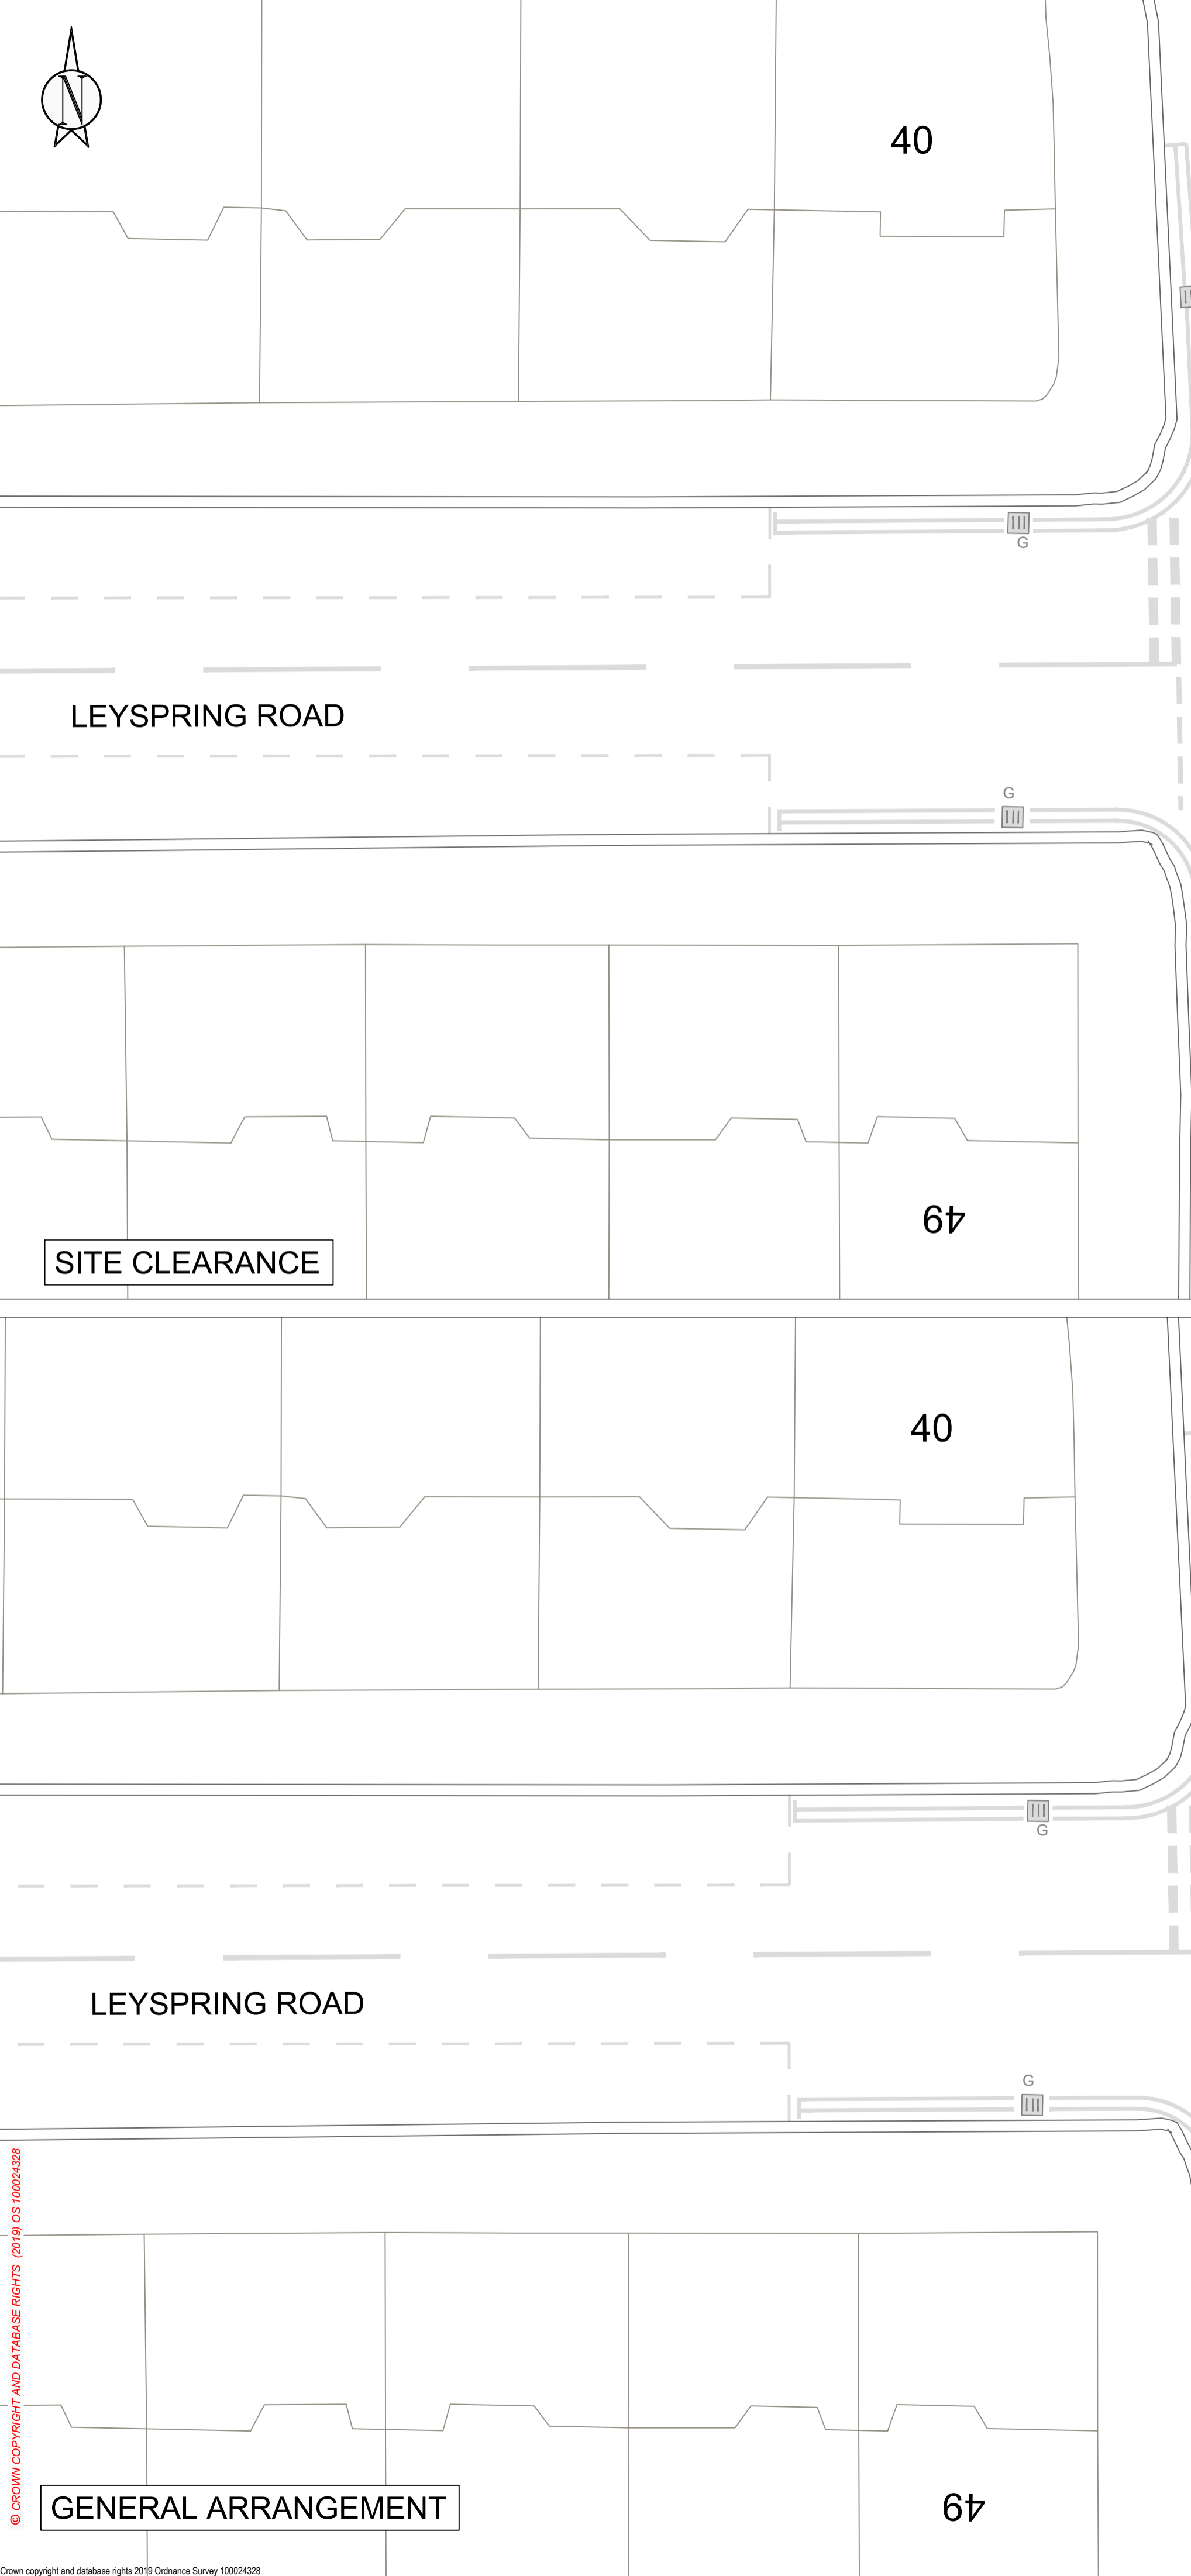 N
40
G
LEYSPRING ROAD
G
49
SITE CLEARANCE
40
G
LEYSPRING ROAD
G
© CROWN COPYRIGHT AND DATABASE RIGHTS (2019) OS 100024328
49
GENERAL ARRANGEMENT
Crown copyright and database rights 2019 Ordnance Survey 100024328